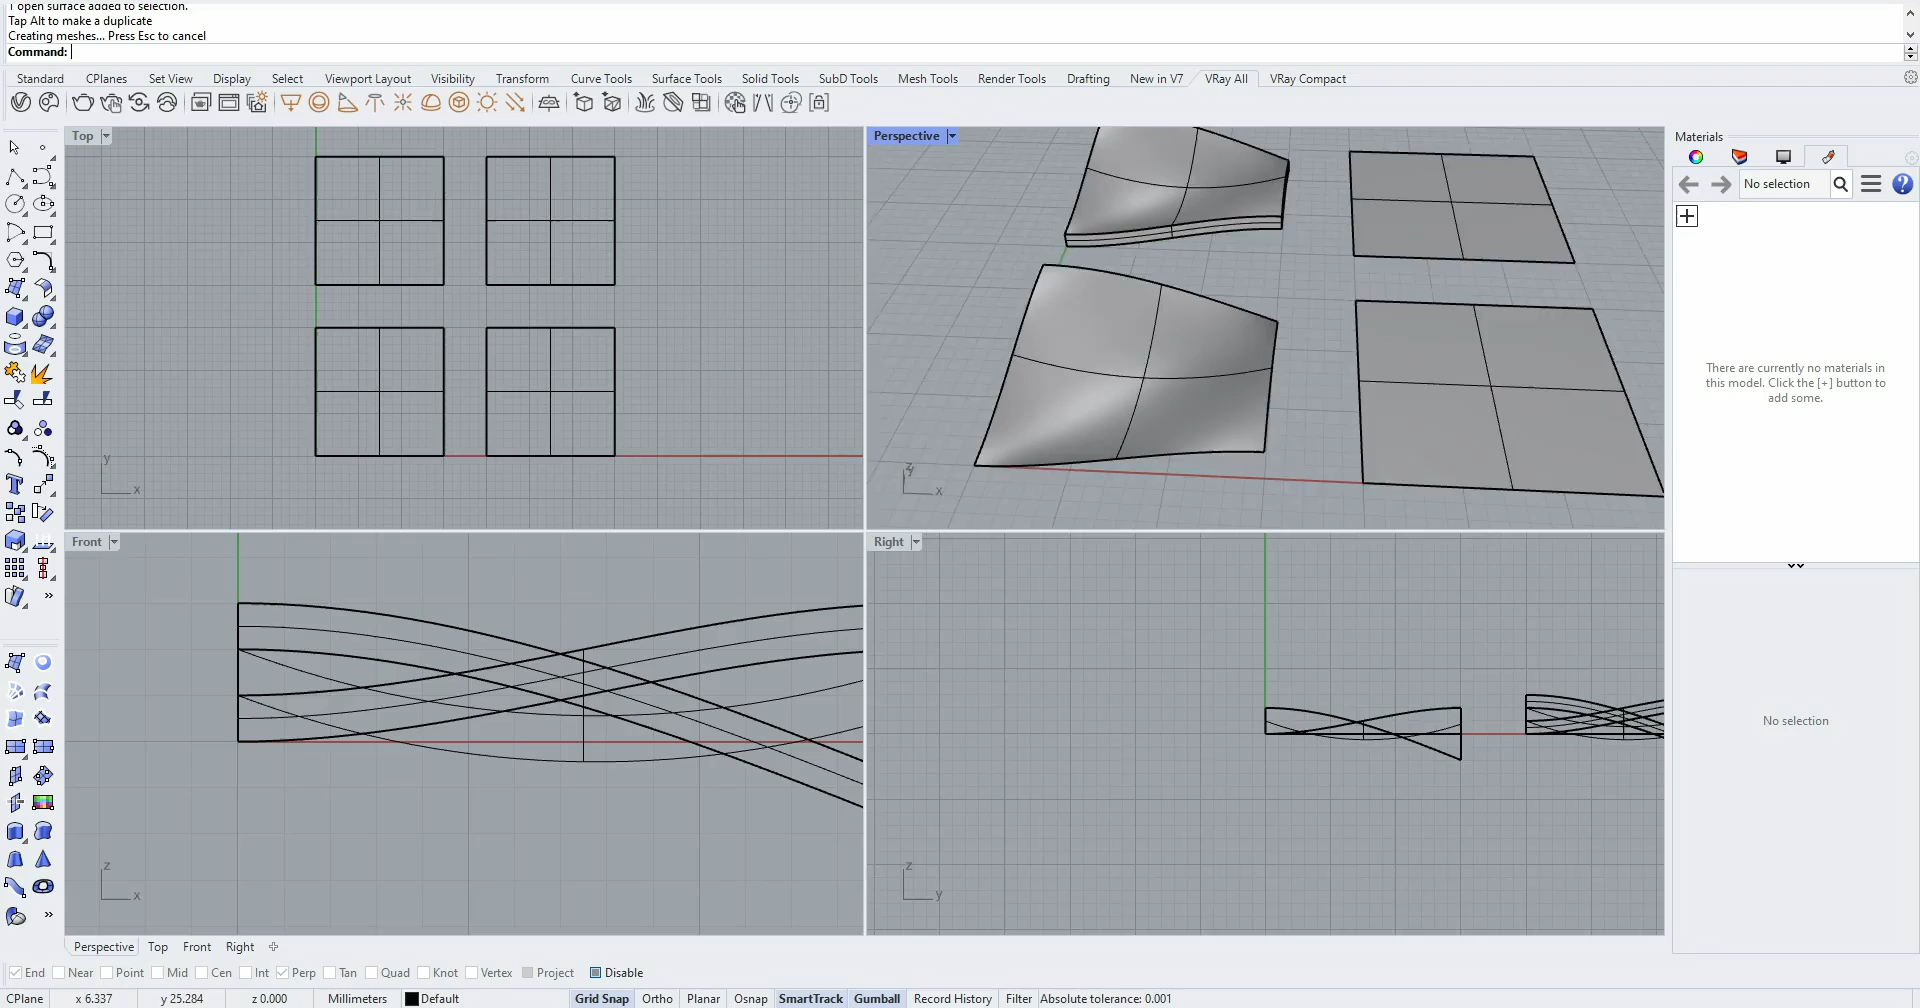 1 open surface added to selection.
Tap Alt to make a duplicate
Creating meshes... Press Esc to cancel
Command:
Standard CPlanes Set View Display Select Viewport Layout Visibility Transform Curve Tools Surface Tools Solid Tools SubD Tools Mesh Tools Render Tools Drafting New in V7 VRay All VRay Compact
Top
y
x
Perspective
z
y
x
Front
z
x
Right
z
y
Materials
No selection
There are currently no materials in
this model. Click the [+] button to
add some.
No selection
Perspective Top Front Right
End Near Point Mid Cen Int Perp Tan Quad Knot Vertex Project Disable
CPlane x 6.337 y 25.284 z 0.000 Millimeters Default Grid Snap Ortho Planar Osnap SmartTrack Gumball Record History Filter Absolute tolerance: 0.001